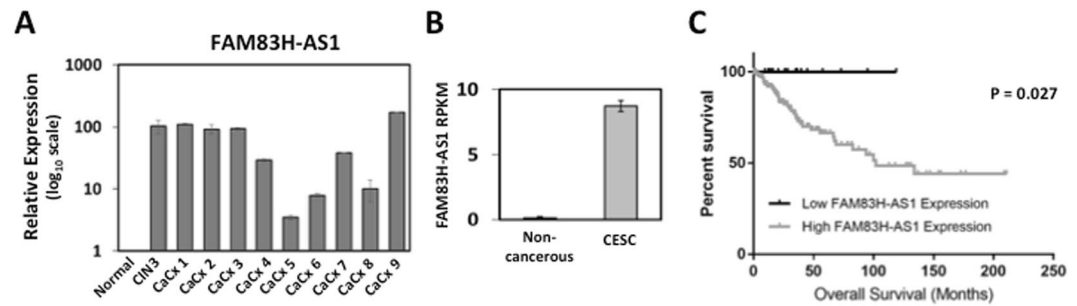 A
FAM83H-AS1
Relative Expression
(log10 scale)
1000
100
10
1
Normal
CIN3
CaCx 1
CaCx 2
CaCx 3
CaCx 4
CaCx 5
CaCx 6
CaCx 7
CaCx 8
CaCx 9
B
FAM83H-AS1 RPKM
10
5
0
Non-
cancerous
CESC
C
Percent survival
100
50
0
P = 0.027
Low FAM83H-AS1 Expression
High FAM83H-AS1 Expression
0
50
100
150
200
250
Overall Survival (Months)